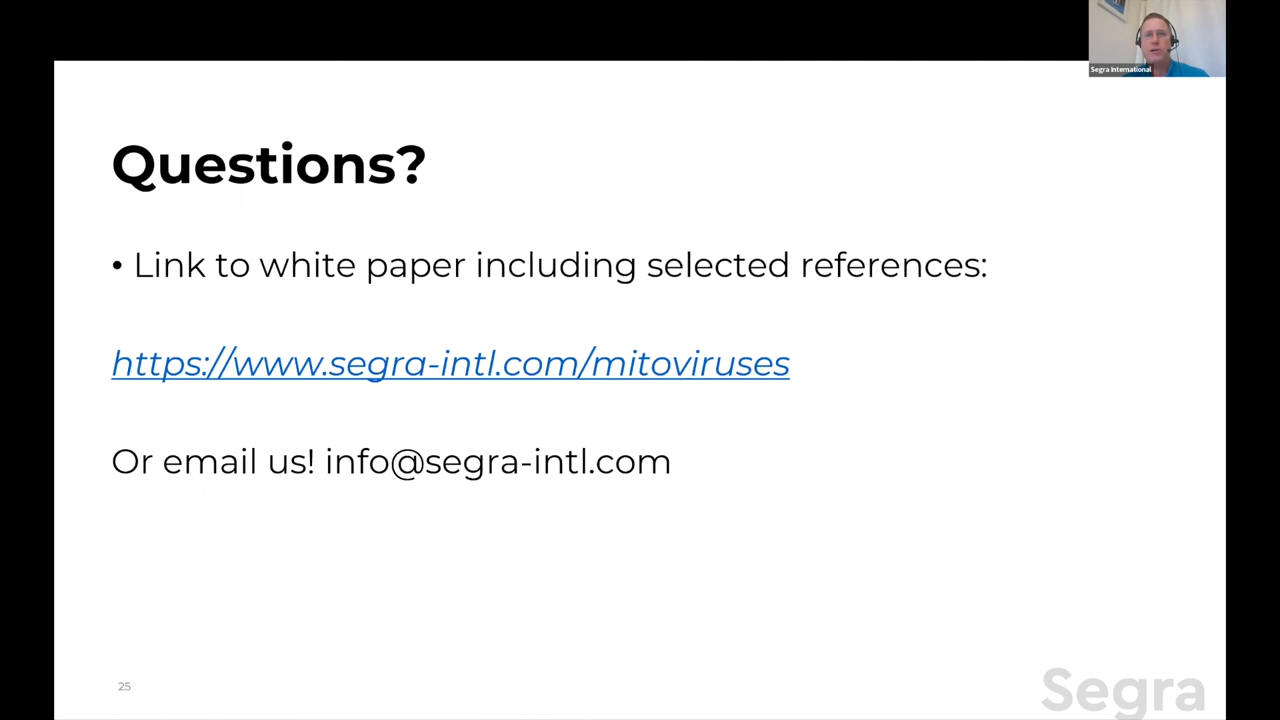 Segra International
Questions?
• Link to white paper including selected references:
https://www.segra-intl.com/mitoviruses
Or email us! info@segra-intl.com
25
Segra